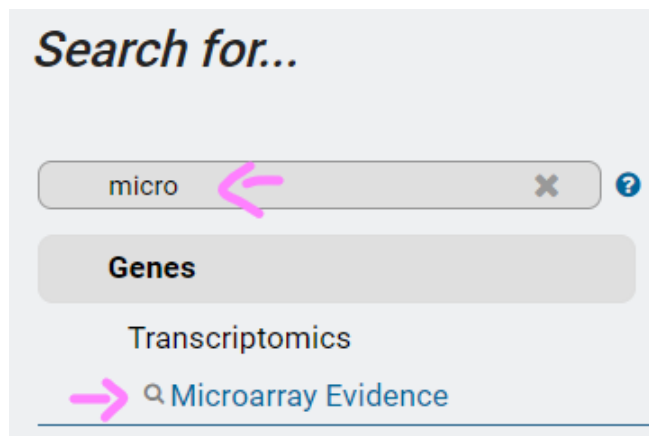 Search for...
micro
Genes
Transcriptomics
Microarray Evidence